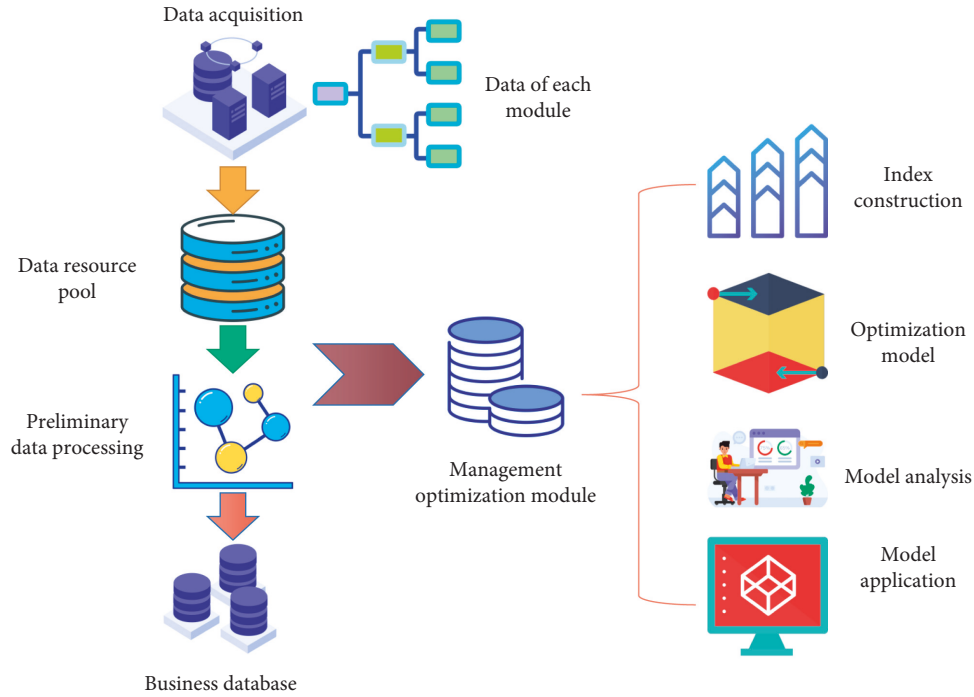 Data acquisition
Data of each
module
Data resource
pool
Preliminary
data processing
Business database
Management
optimization module
Index
construction
Optimization
model
Model analysis
Model
application